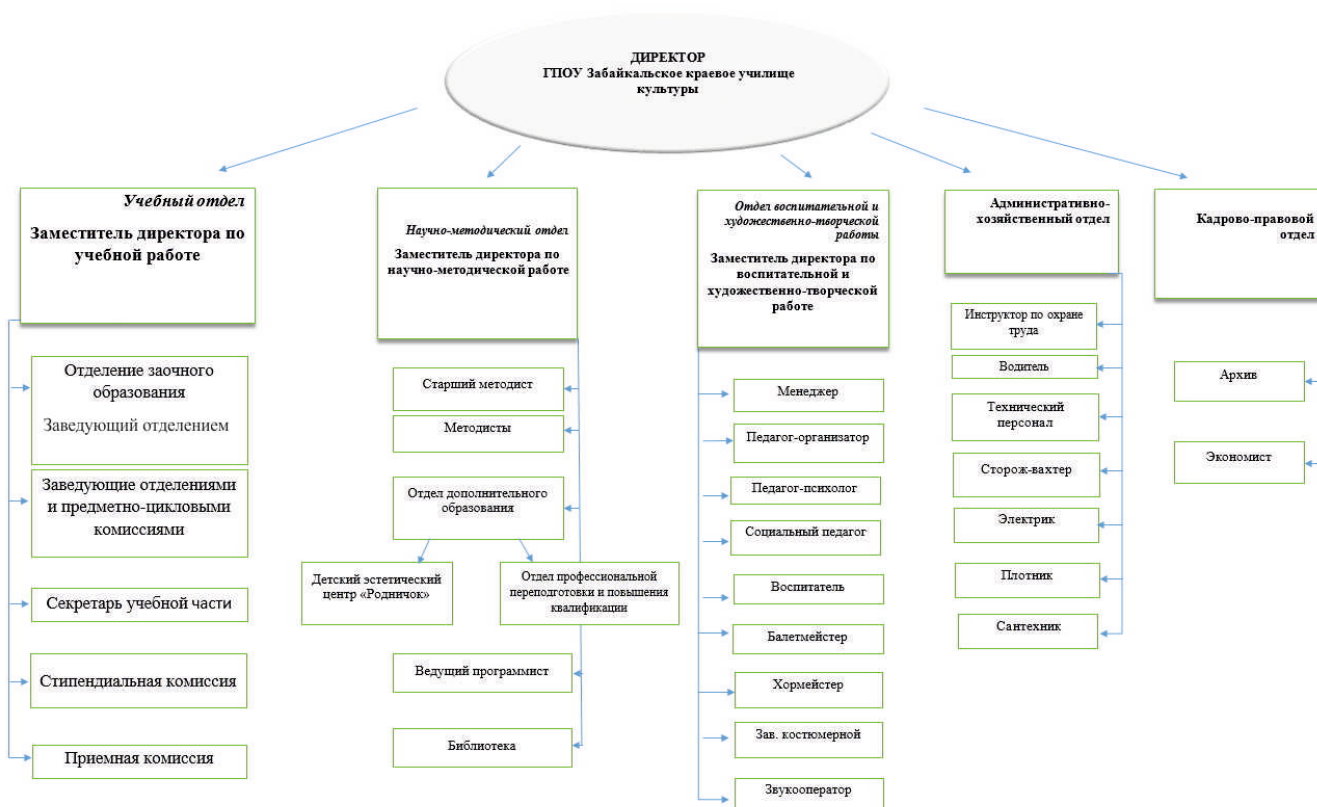 ДИРЕКТОР
ГПОУ Забайкальское краевое училище
культуры
Учебный отдел
Заместитель директора по
учебной работе
Отделение заочного
образования
Заведующий отделением
Заведующие отделениями
и предметно-цикловыми
комиссиями
Секретарь учебной части
Стипендиальная комиссия
Приемная комиссия
Научно-методический отдел
Заместитель директора по
научно-методической работе
Старший методист
Методисты
Отдел дополнительного
образования
Детский эстетический
центр «Родничок»
Отдел профессиональной
переподготовки и повышения
квалификации
Ведущий программист
Библиотека
Отдел воспитательной и
художественно-творческой
работы
Заместитель директора по
воспитательной и
художественно-творческой
работе
Менеджер
Педагог-организатор
Педагог-психолог
Социальный педагог
Воспитатель
Балетмейстер
Хормейстер
Зав. костюмерной
Звукооператор
Административно-
хозяйственный отдел
Инструктор по охране
труда
Водитель
Технический
персонал
Сторож-вахтер
Электрик
Плотник
Сантехник
Кадрово-правовой
отдел
Архив
Экономист